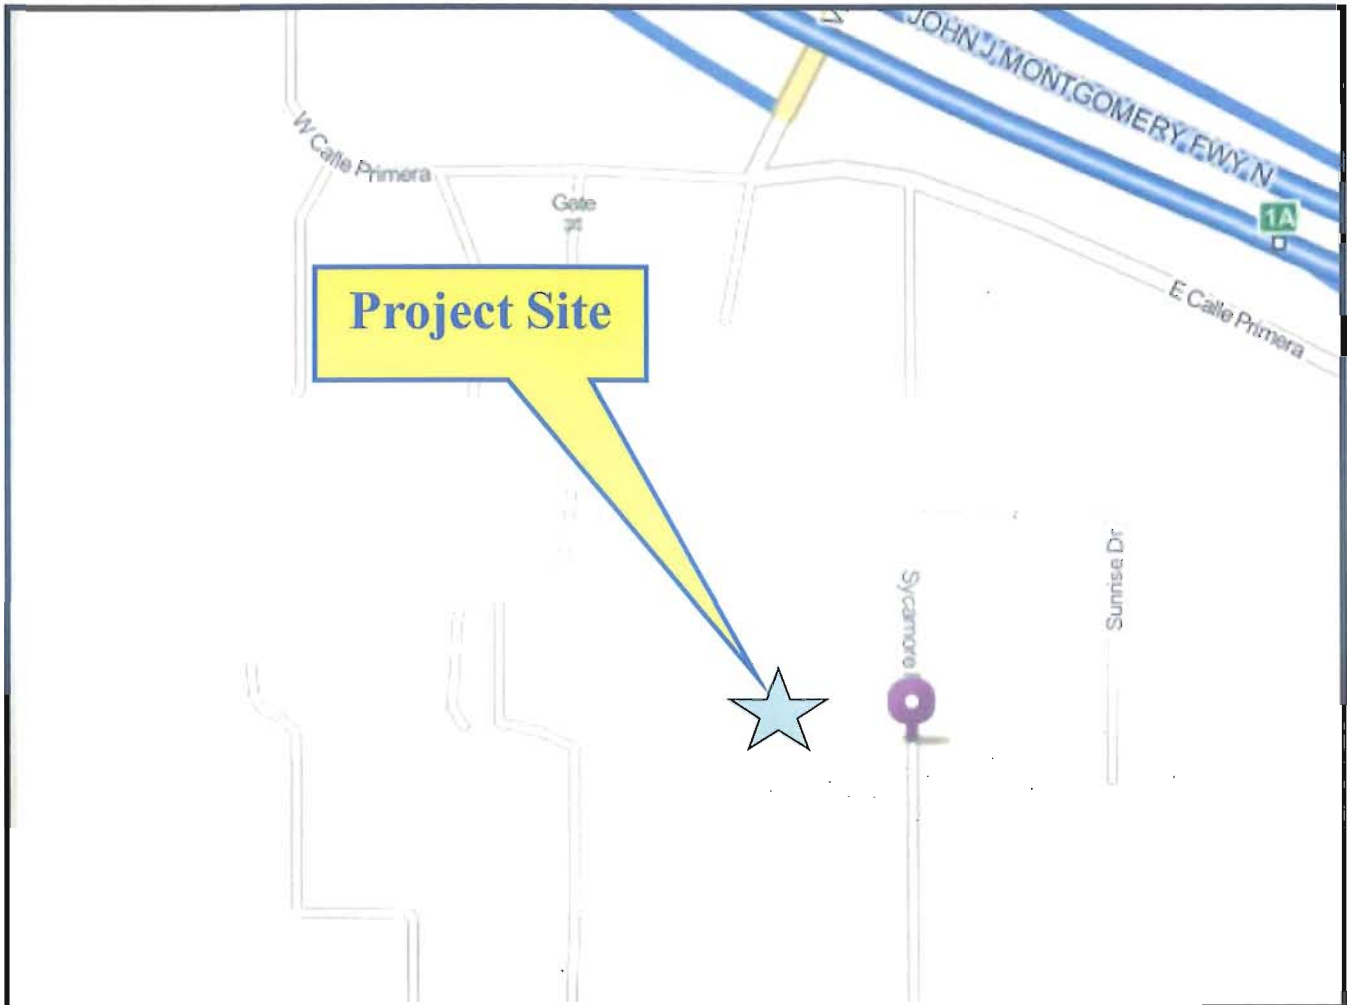 JOHN J MONTGOMERY FWY N
W Calle Primera
Gate
1A
Project Site
E Calle Primera
Sycamore
Sunrise Dr